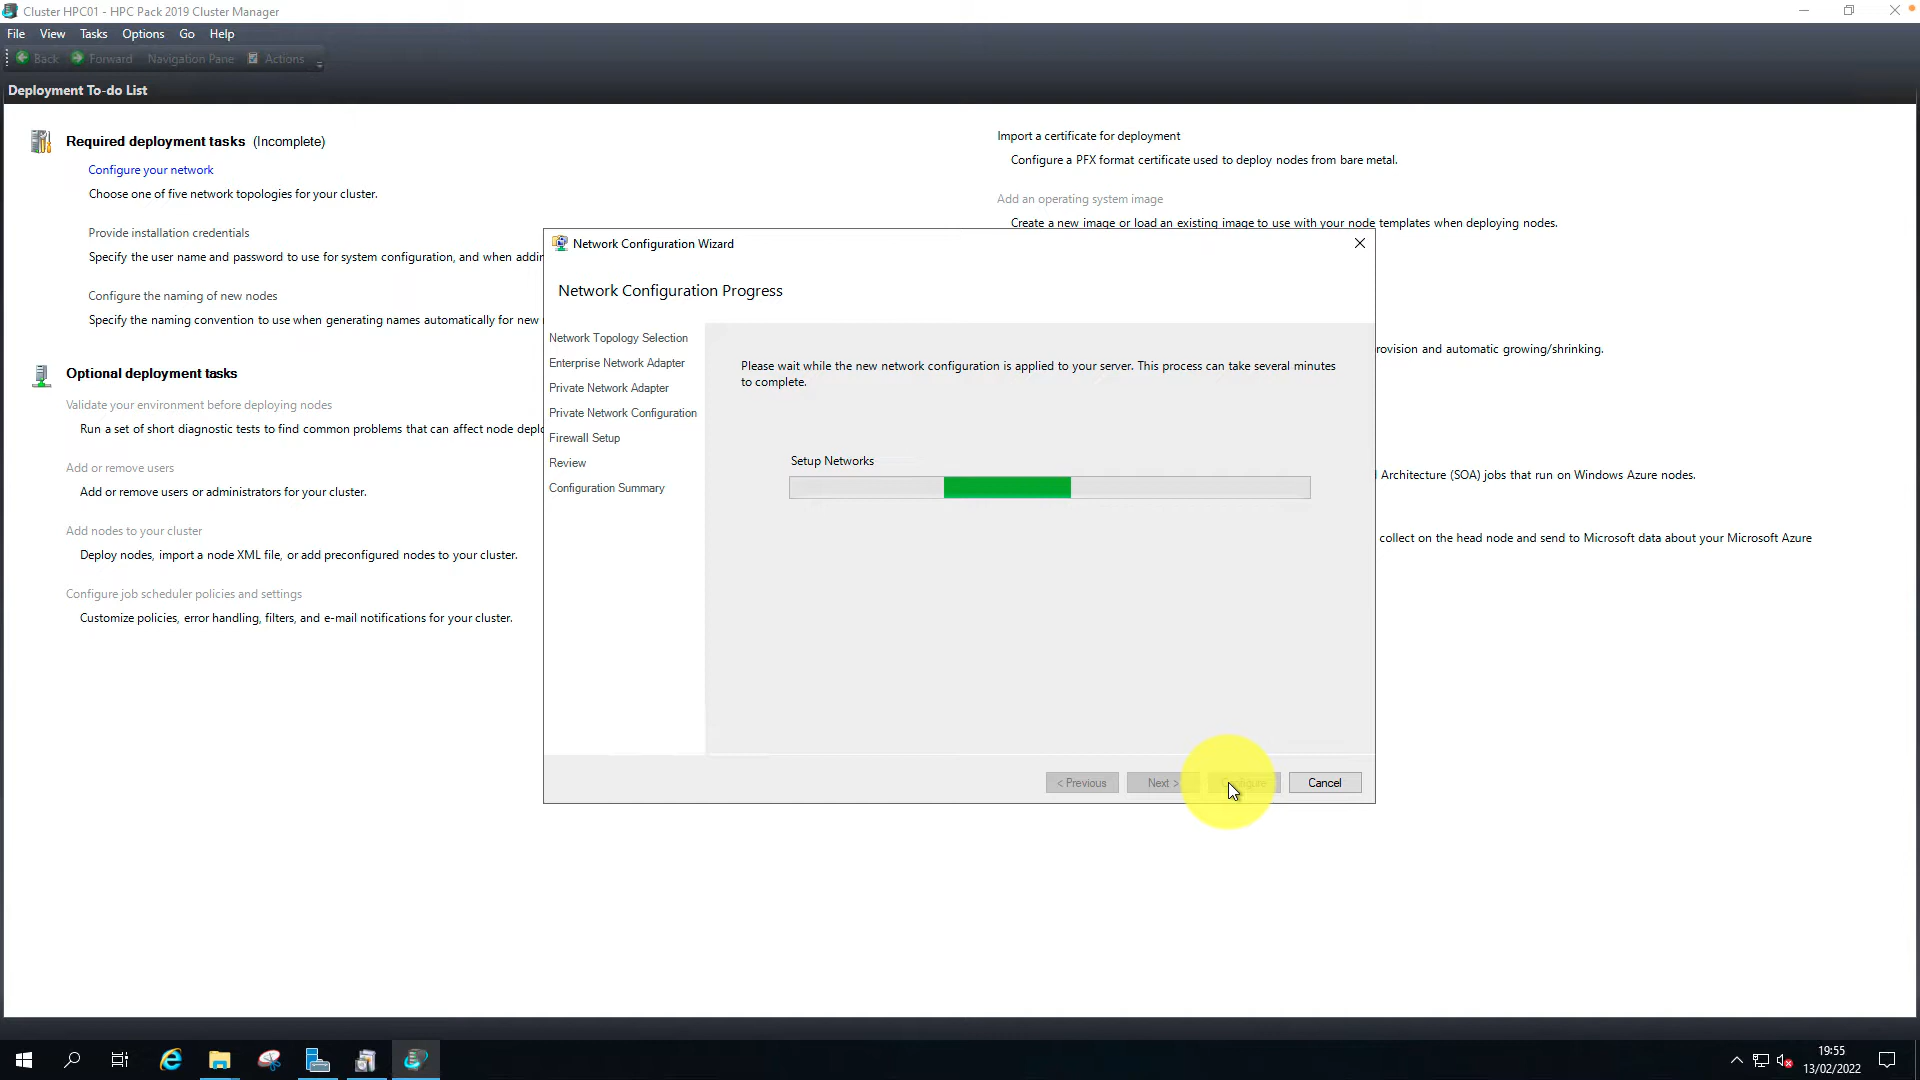 Cluster HPC01 - HPC Pack 2019 Cluster Manager
File View Tasks Options Go Help
Back Forward Navigation Pane Actions
Deployment To-do List
Required deployment tasks (Incomplete)
Configure your network
Choose one of five network topologies for your cluster.
Provide installation credentials
Specify the user name and password to use for system configuration, and when addin
Configure the naming of new nodes
Specify the naming convention to use when generating names automatically for new
Optional deployment tasks
Validate your environment before deploying nodes
Run a set of short diagnostic tests to find common problems that can affect node deplo
Add or remove users
Add or remove users or administrators for your cluster.
Add nodes to your cluster
Deploy nodes, import a node XML file, or add preconfigured nodes to your cluster.
Configure job scheduler policies and settings
Customize policies, error handling, filters, and e-mail notifications for your cluster.
Import a certificate for deployment
Configure a PFX format certificate used to deploy nodes from bare metal.
Add an operating system image
Create a new image or load an existing image to use with your node templates when deploying nodes.
rovision and automatic growing/shrinking.
Architecture (SOA) jobs that run on Windows Azure nodes.
collect on the head node and send to Microsoft data about your Microsoft Azure
Network Configuration Wizard
Network Configuration Progress
Network Topology Selection
Enterprise Network Adapter
Private Network Adapter
Private Network Configuration
Firewall Setup
Review
Configuration Summary
Please wait while the new network configuration is applied to your server. This process can take several minutes
to complete.
Setup Networks
< Previous Next > Cancel
19:55
13/02/2022